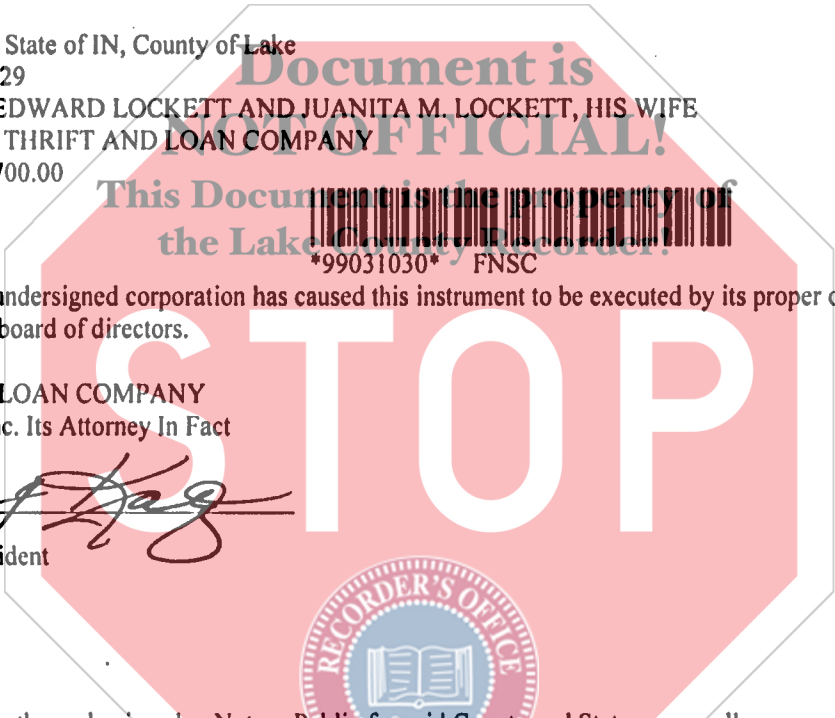 State of IN, County of Lake
Document is
29
EDWARD LOCKETT AND JUANITA M. LOCKETT, HIS WIFE
NOT OFFICIAL!
THRIFT AND LOAN COMPANY
700.00
This Document is the property of
the Lake County Recorder!
*99031030* FNSC
undersigned corporation has caused this instrument to be executed by its proper
board of directors.
STOP
LOAN COMPANY
c. Its Attorney In Fact
ident
RECORDER'S OFFICE